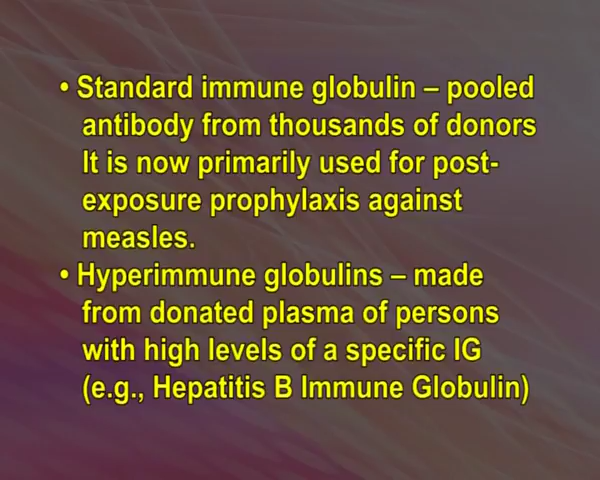 • Standard immune globulin – pooled
antibody from thousands of donors
It is now primarily used for post-
exposure prophylaxis against
measles.
• Hyperimmune globulins – made
from donated plasma of persons
with high levels of a specific IG
(e.g., Hepatitis B Immune Globulin)